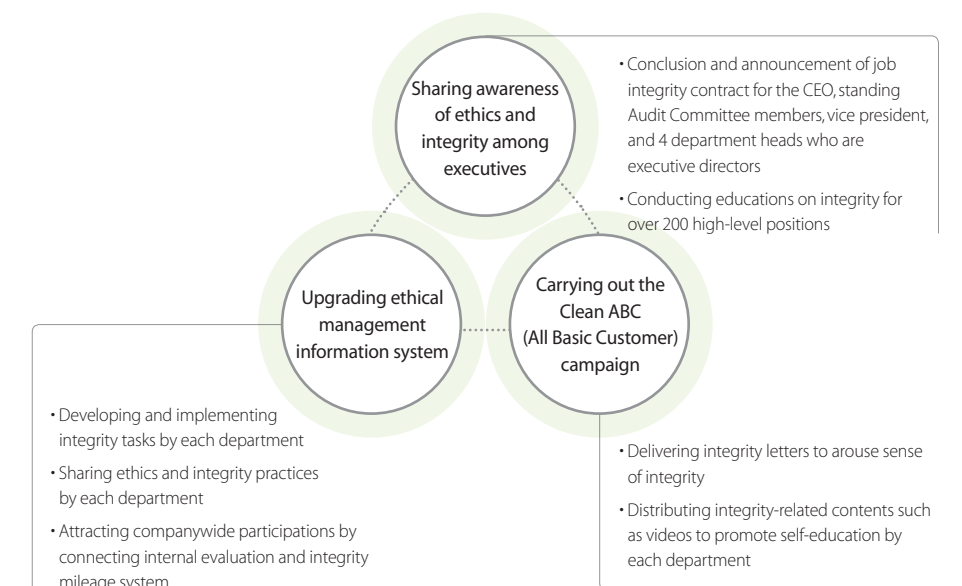 Sharing awareness
of ethics and
integrity among
executives
• Conclusion and announcement of job
integrity contract for the CEO, standing
Audit Committee members, vice president,
and 4 department heads who are
executive directors
• Conducting educations on integrity for
over 200 high-level positions
Upgrading ethical
management
information system
Carrying out the
Clean ABC
(All Basic Customer)
campaign
• Developing and implementing
integrity tasks by each department
• Sharing ethics and integrity practices
by each department
• Attracting companywide participations by
connecting internal evaluation and integrity
mileage system
• Delivering integrity letters to arouse sense
of integrity
• Distributing integrity-related contents such
as videos to promote self-education by
each department